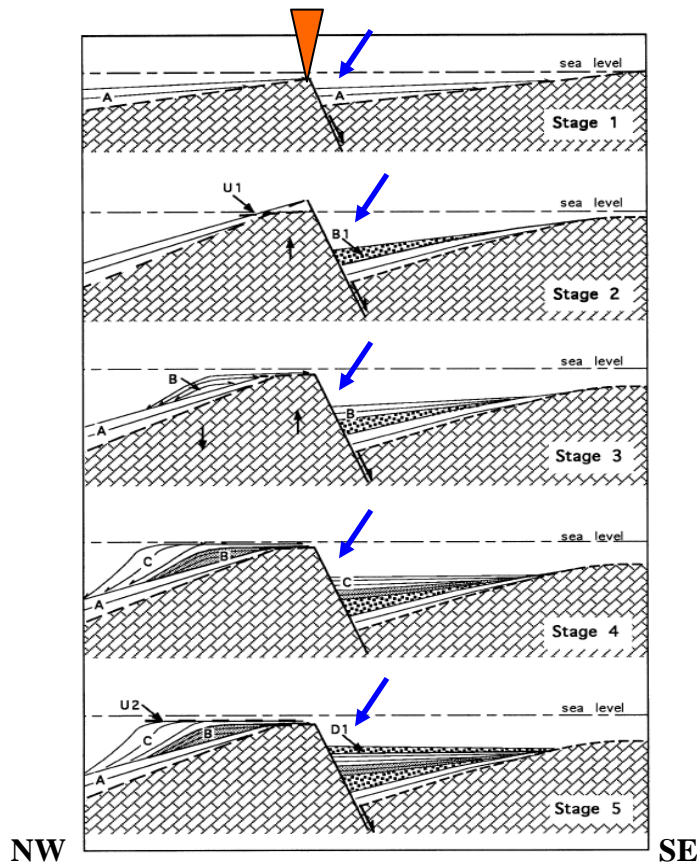 sea level
A
A
Stage 1
U1
sea level
B1
Stage 2
sea level
B
A
B
Stage 3
sea level
C
B
A
C
Stage 4
U2
sea level
D1
C
B
A
Stage 5
NW
SE